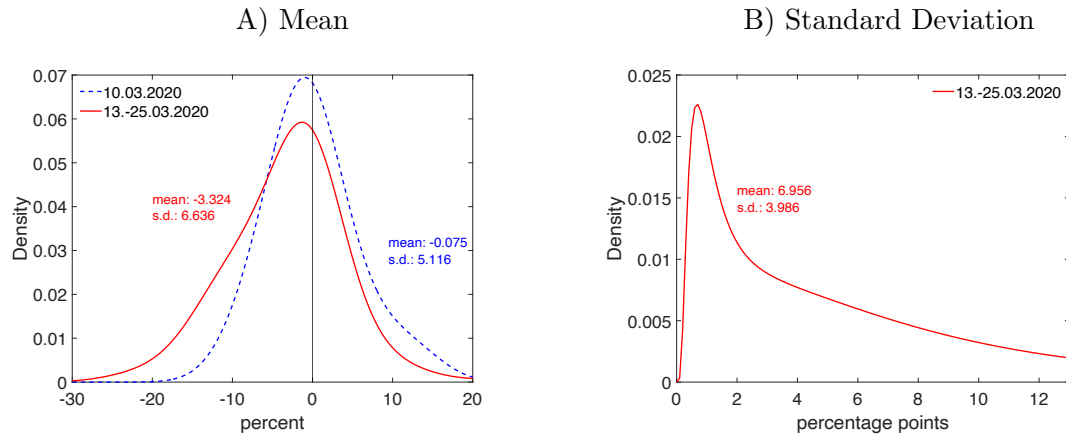 A) Mean
0.07
0.06
0.05
0.04
0.03
0.02
0.01
0
Density
10.03.2020
13.-25.03.2020
mean: -3.324
s.d.: 6.636
mean: -0.075
s.d.: 5.116
-30
-20
-10
0
10
20
percent
B) Standard Deviation
0.025
0.02
0.015
0.01
0.005
0
Density
13.-25.03.2020
mean: 6.956
s.d.: 3.986
0
2
4
6
8
10
12
percentage points